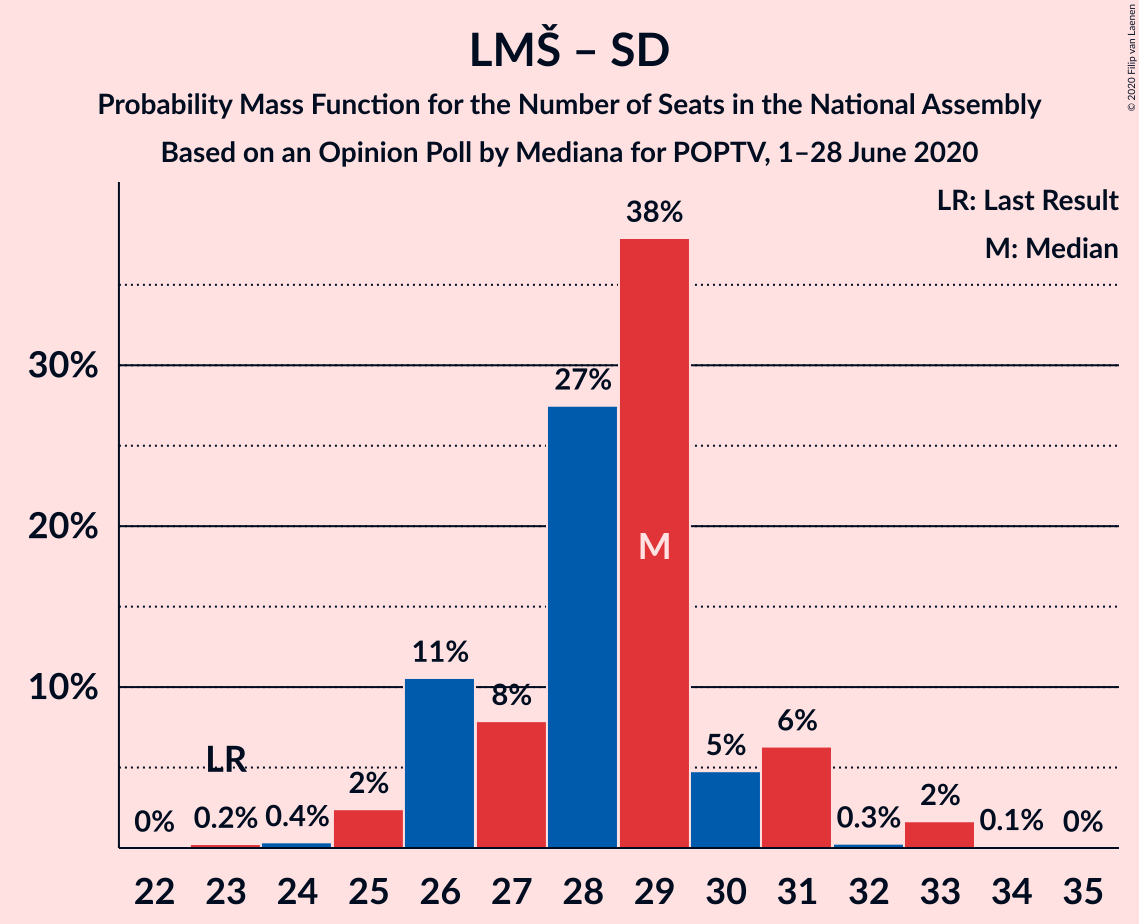 LMŠ – SD
Probability Mass Function for the Number of Seats in the National Assembly
Based on an Opinion Poll by Mediana for POPTV, 1–28 June 2020
© 2020 Filip van Laenen
LR: Last Result
M: Median
38%
30%
27%
20%
M
11%
10%
8%
6%
5%
LR
2%
2%
0%
0.2%
0.4%
0.3%
0.1%
0%
22 23 24 25 26 27 28 29 30 31 32 33 34 35